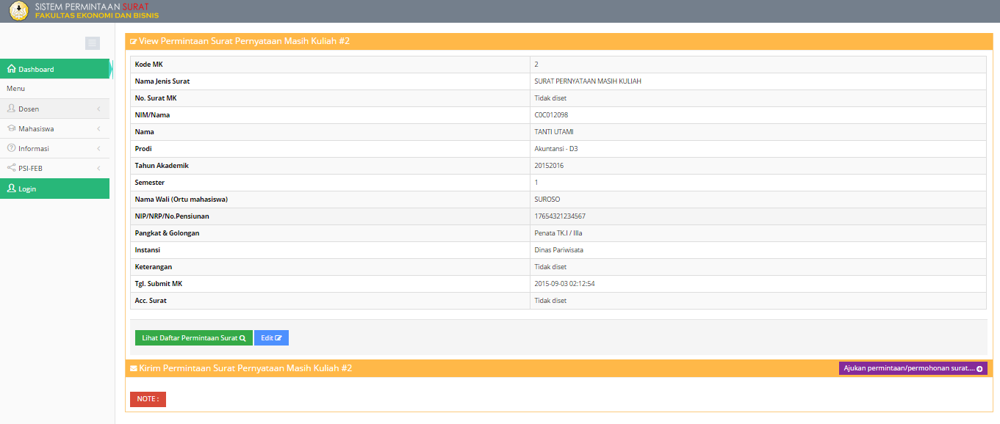 SISTEM PERMINTAAN SURAT
FAKULTAS EKONOMI DAN BISNIS
Dashboard
Menu
Dosen
Mahasiswa
Informasi
PSI-FEB
Login
View Permintaan Surat Pernyataan Masih Kuliah #2
Kode MK 2
Nama Jenis Surat SURAT PERNYATAAN MASIH KULIAH
No. Surat MK Tidak diset
NIM/Nama C0C012098
Nama TANTI UTAMI
Prodi Akuntansi - D3
Tahun Akademik 20152016
Semester 1
Nama Wali (Ortu mahasiswa) SUROSO
NIP/NRP/No.Pensiunan 17654321234567
Pangkat & Golongan Penata TK.I / IIIa
Instansi Dinas Pariwisata
Keterangan Tidak diset
Tgl. Submit MK 2015-09-03 02:12:54
Acc. Surat Tidak diset
Lihat Daftar Permintaan Surat Edit
Kirim Permintaan Surat Pernyataan Masih Kuliah #2 Ajukan permintaan/permohonan surat....
NOTE :